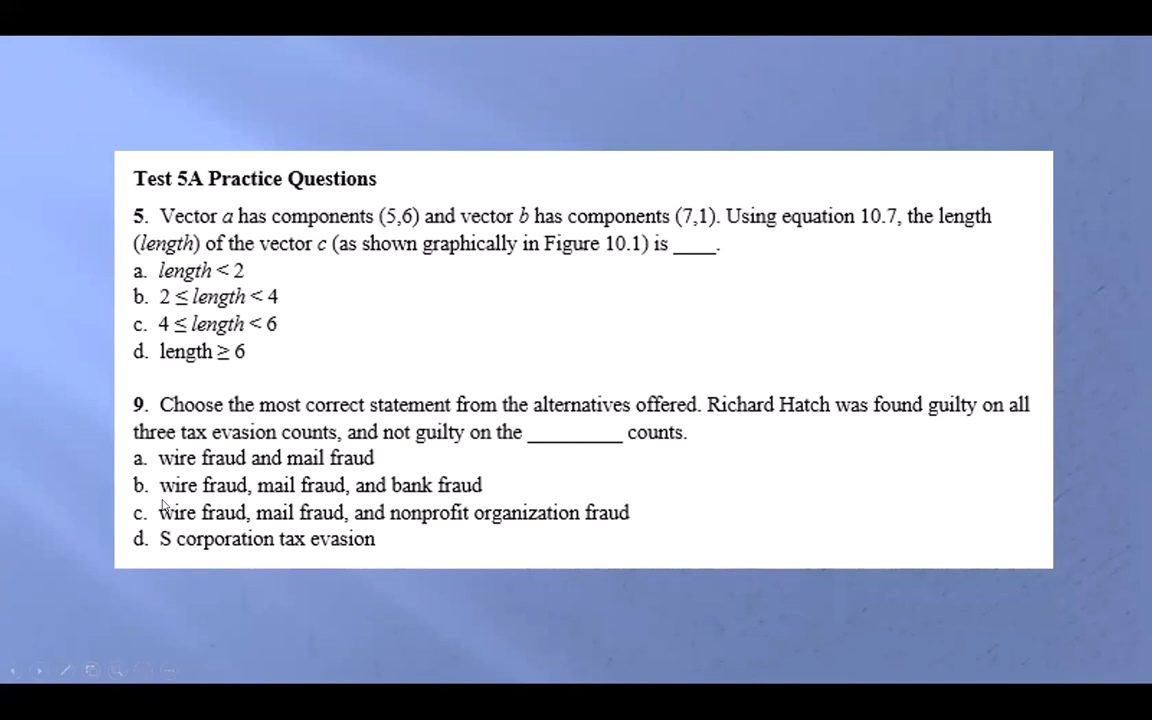 Test 5A Practice Questions
5. Vector a has components (5,6) and vector b has components (7,1). Using equation 10.7, the length
(length) of the vector c (as shown graphically in Figure 10.1) is ____.
a. length < 2
b. 2 ≤ length < 4
c. 4 ≤ length < 6
d. length ≥ 6
9. Choose the most correct statement from the alternatives offered. Richard Hatch was found guilty on all
three tax evasion counts, and not guilty on the _________ counts.
a. wire fraud and mail fraud
b. wire fraud, mail fraud, and bank fraud
c. wire fraud, mail fraud, and nonprofit organization fraud
d. S corporation tax evasion